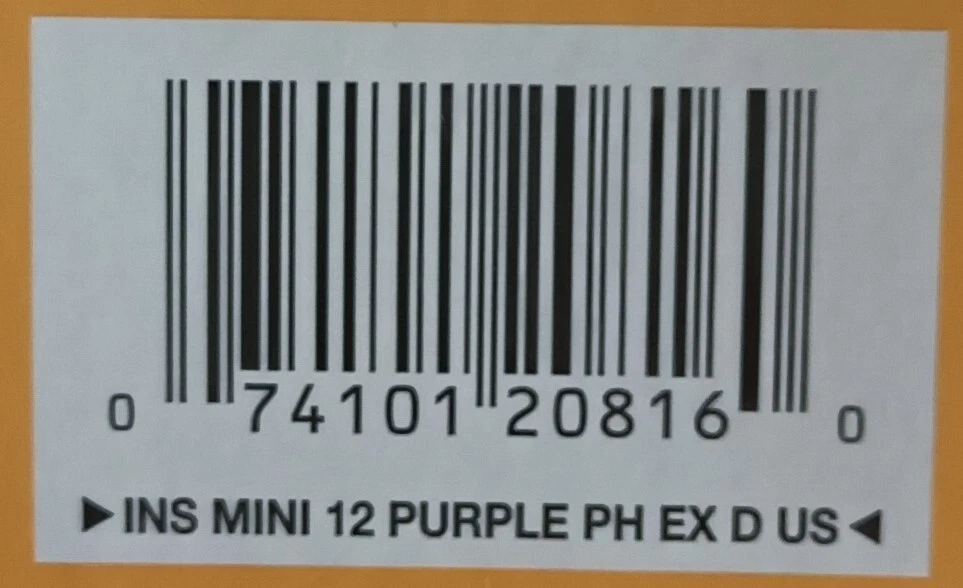 0 74101 20816 0
▶INS MINI 12 PURPLE PH EX D US◀